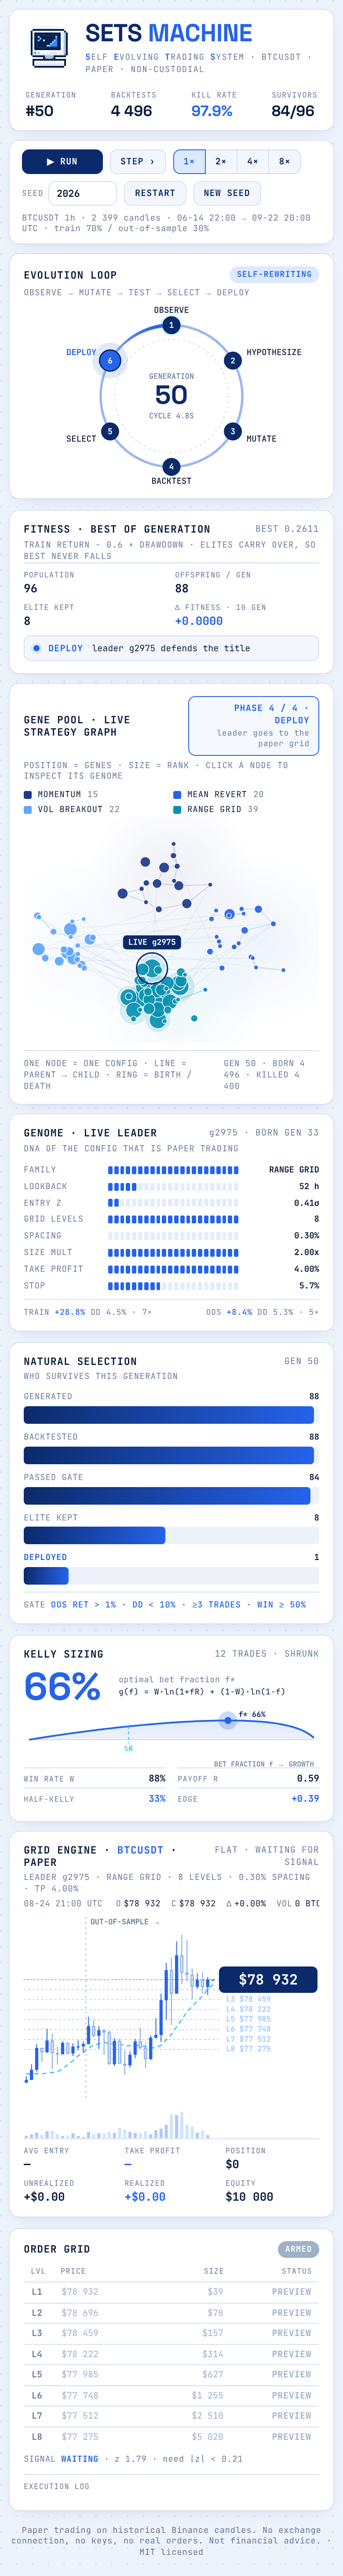 SETS MACHINE
SELF EVOLVING TRADING SYSTEM · BTCUSDT ·
PAPER · NON-CUSTODIAL
GENERATION BACKTESTS KILL RATE SURVIVORS
#50 4 496 97.9% 84/96
▶ RUN STEP › 1× 2× 4× 8×
SEED 2026 RESTART NEW SEED
BTCUSDT 1h · 2 399 candles · 06-14 22:00 → 09-22 20:00
UTC · train 70% / out-of-sample 30%
EVOLUTION LOOP SELF-REWRITING
OBSERVE → MUTATE → TEST → SELECT → DEPLOY
OBSERVE
1
DEPLOY 6 2 HYPOTHESIZE
GENERATION
50
CYCLE 4.8S
SELECT 5 3 MUTATE
4
BACKTEST
FITNESS · BEST OF GENERATION BEST 0.2611
TRAIN RETURN - 0.6 × DRAWDOWN · ELITES CARRY OVER, SO
BEST NEVER FALLS
POPULATION OFFSPRING / GEN
96 88
ELITE KEPT Δ FITNESS · 10 GEN
8 +0.0000
DEPLOY leader g2975 defends the title
GENE POOL · LIVE
STRATEGY GRAPH
PHASE 4 / 4 ·
DEPLOY
leader goes to the
paper grid
POSITION = GENES · SIZE = RANK · CLICK A NODE TO
INSPECT ITS GENOME
MOMENTUM 15 MEAN REVERT 20
VOL BREAKOUT 22 RANGE GRID 39
LIVE g2975
ONE NODE = ONE CONFIG · LINE =
PARENT → CHILD · RING = BIRTH /
DEATH
GEN 50 · BORN 4
496 · KILLED 4
400
GENOME · LIVE LEADER g2975 · BORN GEN 33
DNA OF THE CONFIG THAT IS PAPER TRADING
FAMILY RANGE GRID
LOOKBACK 52 h
ENTRY Z 0.41σ
GRID LEVELS 8
SPACING 0.30%
SIZE MULT 2.00x
TAKE PROFIT 4.00%
STOP 5.7%
TRAIN +28.8% DD 4.5% · 7× OOS +8.4% DD 5.3% · 5×
NATURAL SELECTION GEN 50
WHO SURVIVES THIS GENERATION
GENERATED 88
BACKTESTED 88
PASSED GATE 84
ELITE KEPT 8
DEPLOYED 1
GATE OOS RET > 1% · DD < 10% · ≥3 TRADES · WIN ≥ 50%
KELLY SIZING 12 TRADES · SHRUNK
66%
optimal bet fraction f*
g(f) = W·ln(1+fR) + (1-W)·ln(1-f)
f* 66%
½K
BET FRACTION f → GROWTH
WIN RATE W 88% PAYOFF R 0.59
HALF-KELLY 33% EDGE +0.39
GRID ENGINE · BTCUSDT ·
PAPER
FLAT · WAITING FOR
SIGNAL
LEADER g2975 · RANGE GRID · 8 LEVELS · 0.30% SPACING
· TP 4.00%
08-24 21:00 UTC O $78 932 C $78 932 Δ +0.00% VOL 0 BTC
OUT-OF-SAMPLE →
$78 932
L3 $78 459
L4 $78 222
L5 $77 985
L6 $77 748
L7 $77 512
L8 $77 275
AVG ENTRY TAKE PROFIT POSITION
— — $0
UNREALIZED REALIZED EQUITY
+$0.00 +$0.00 $10 000
ORDER GRID ARMED
LVL PRICE SIZE STATUS
L1 $78 932 $39 PREVIEW
L2 $78 696 $78 PREVIEW
L3 $78 459 $157 PREVIEW
L4 $78 222 $314 PREVIEW
L5 $77 985 $627 PREVIEW
L6 $77 748 $1 255 PREVIEW
L7 $77 512 $2 510 PREVIEW
L8 $77 275 $5 020 PREVIEW
SIGNAL WAITING · z 1.79 · need |z| < 0.21
EXECUTION LOG
Paper trading on historical Binance candles. No exchange
connection, no keys, no real orders. Not financial advice. ·
MIT licensed